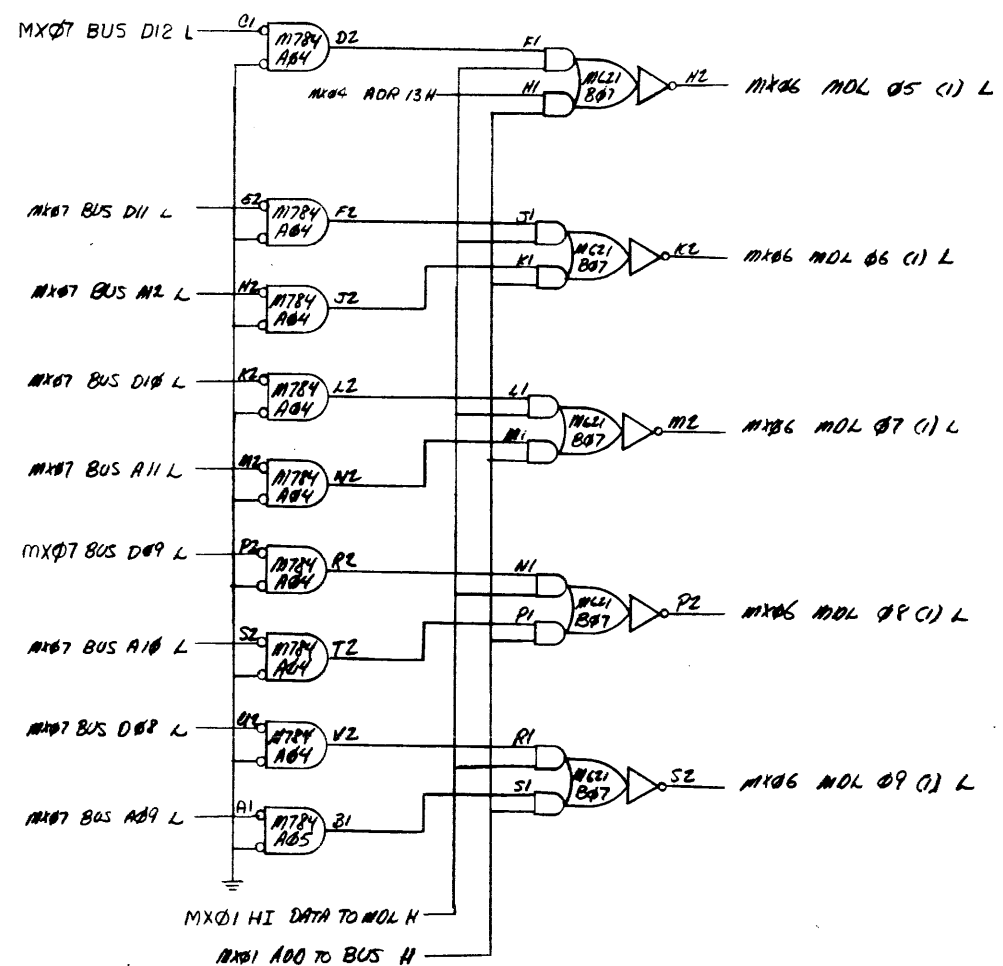 MXØ7 BUS D12 L C1 M784 AØ4 D2 F1 M621 BØ7 H2 MXØ6 MDL Ø5 (1) L
MXØ4 ADR 13 H H1
MXØ7 BUS D11 L E2 M784 AØ4 F2 J1 M621 BØ7 K2 MXØ6 MDL Ø6 (1) L
MXØ7 BUS A12 L H2 M784 AØ4 J2 K1
MXØ7 BUS D1Ø L K2 M784 AØ4 L2 L1 M621 BØ7 M2 MXØ6 MDL Ø7 (1) L
MXØ7 BUS A11 L M2 M784 AØ4 N2 M1
MXØ7 BUS DØ9 L P2 M784 AØ4 R2 N1 M621 BØ7 P2 MXØ6 MDL Ø8 (1) L
MXØ7 BUS A1Ø L S2 M784 AØ4 T2 P1
MXØ7 BUS DØ8 L U2 M784 AØ4 V2 R1 M621 BØ7 S2 MXØ6 MDL Ø9 (1) L
MXØ7 BUS AØ9 L A1 M784 AØ5 B1 S1
MXØ1 HI DATA TO MDL H
MXØ1 ADD TO BUS H